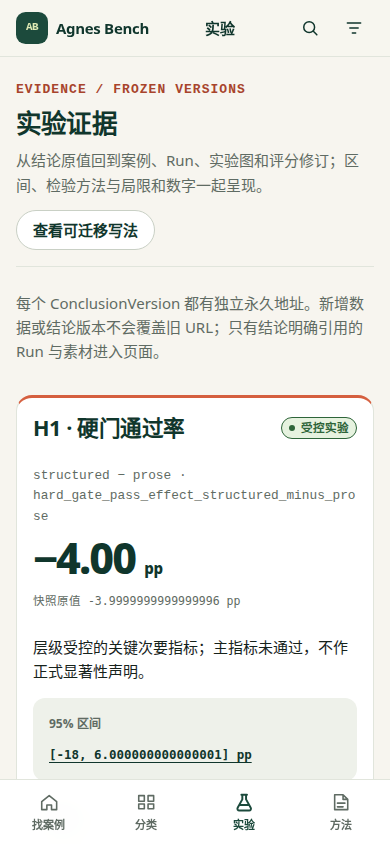 AB Agnes Bench 实验
EVIDENCE / FROZEN VERSIONS
实验证据
从结论原值回到案例、Run、实验图和评分修订；区
间、检验方法与局限和数字一起呈现。
查看可迁移写法
每个 ConclusionVersion 都有独立永久地址。新增数
据或结论版本不会覆盖旧 URL；只有结论明确引用的
Run 与素材进入页面。
H1 · 硬门通过率 受控实验
structured − prose ·
hard_gate_pass_effect_structured_minus_pro
se
−4.00 pp
快照原值 -3.9999999999999996 pp
层级受控的关键次要指标；主指标未通过，不作
正式显著性声明。
95% 区间
[-18, 6.000000000000001] pp
找案例 分类 实验 方法